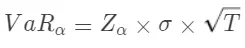 VaR_α = Z_α × σ × √T